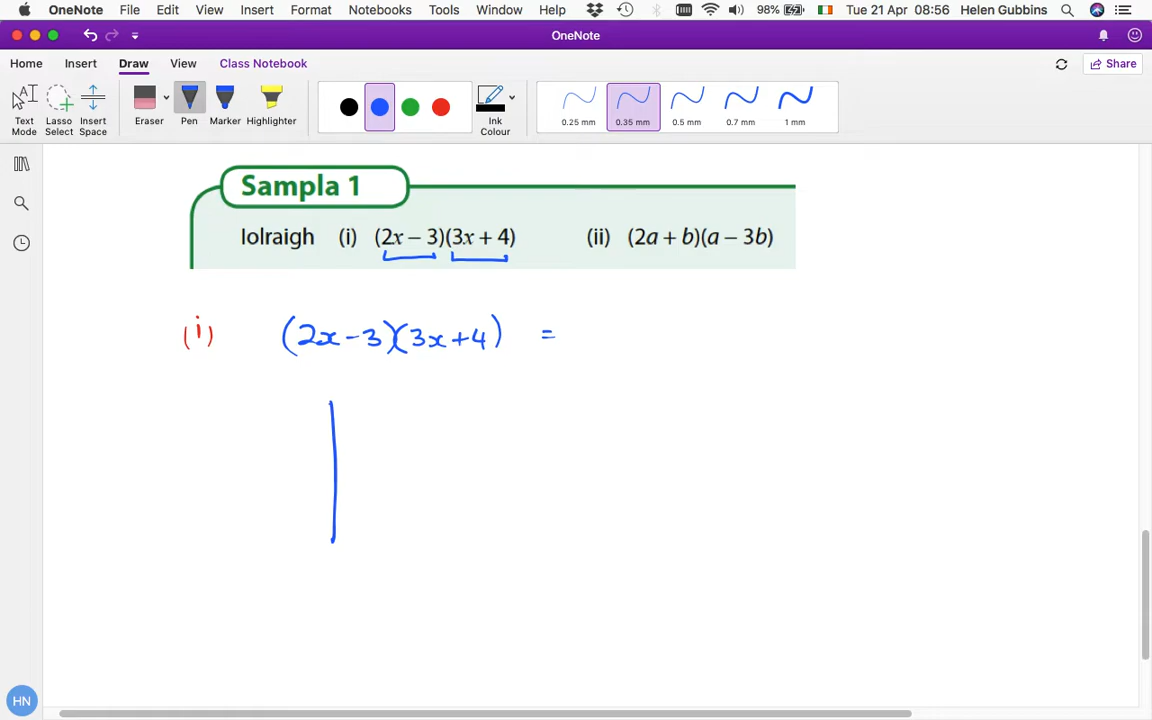 OneNote File Edit View Insert Format Notebooks Tools Window Help 98% Tue 21 Apr 08:56 Helen Gubbins
OneNote
Home Insert Draw View Class Notebook Share
Text Mode
Lasso Select
Insert Space
Eraser
Pen
Marker
Highlighter
Ink Colour
0.25 mm
0.35 mm
0.5 mm
0.7 mm
1 mm
Sampla 1
Iolraigh (i) (2x – 3)(3x + 4) (ii) (2a + b)(a – 3b)
(i) (2x – 3)(3x + 4) =
HN